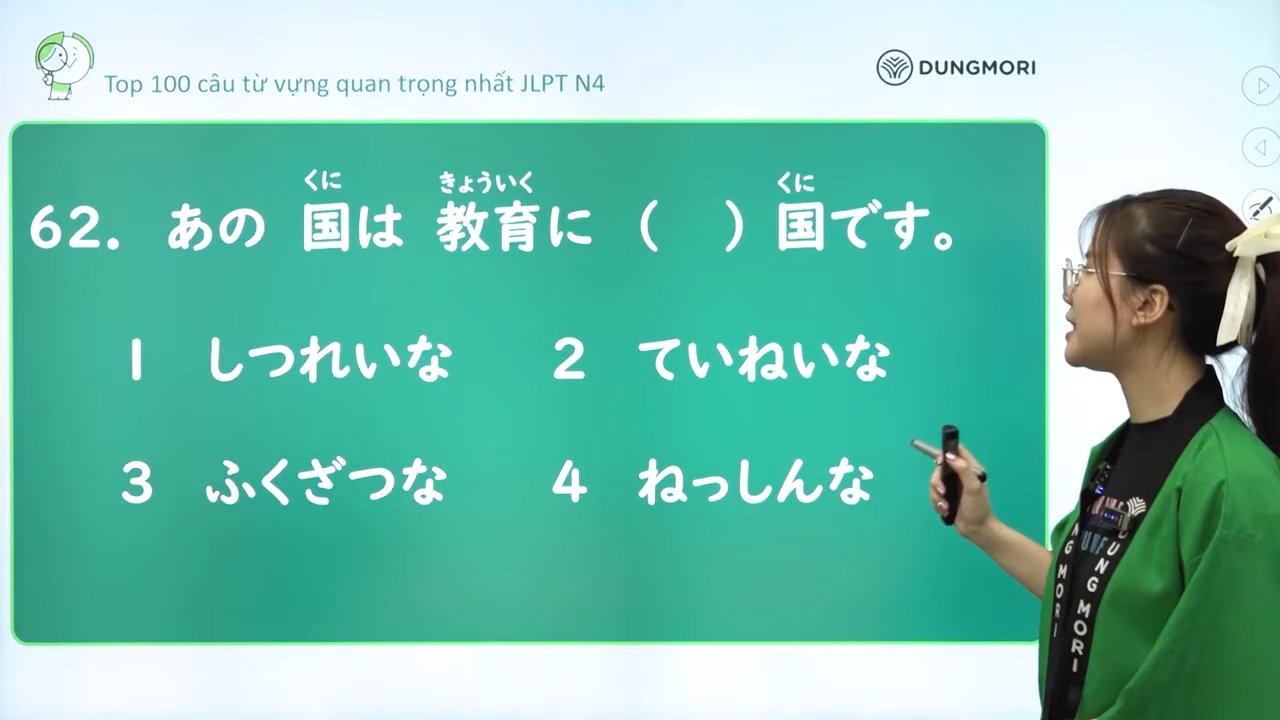 Top 100 câu từ vựng quan trọng nhất JLPT N4
DUNGMORI
くに きょういく くに
62. あの 国は 教育に ( ) 国です。
1 しつれいな 2 ていねいな
3 ふくざつな 4 ねっしんな
DUNGMORI